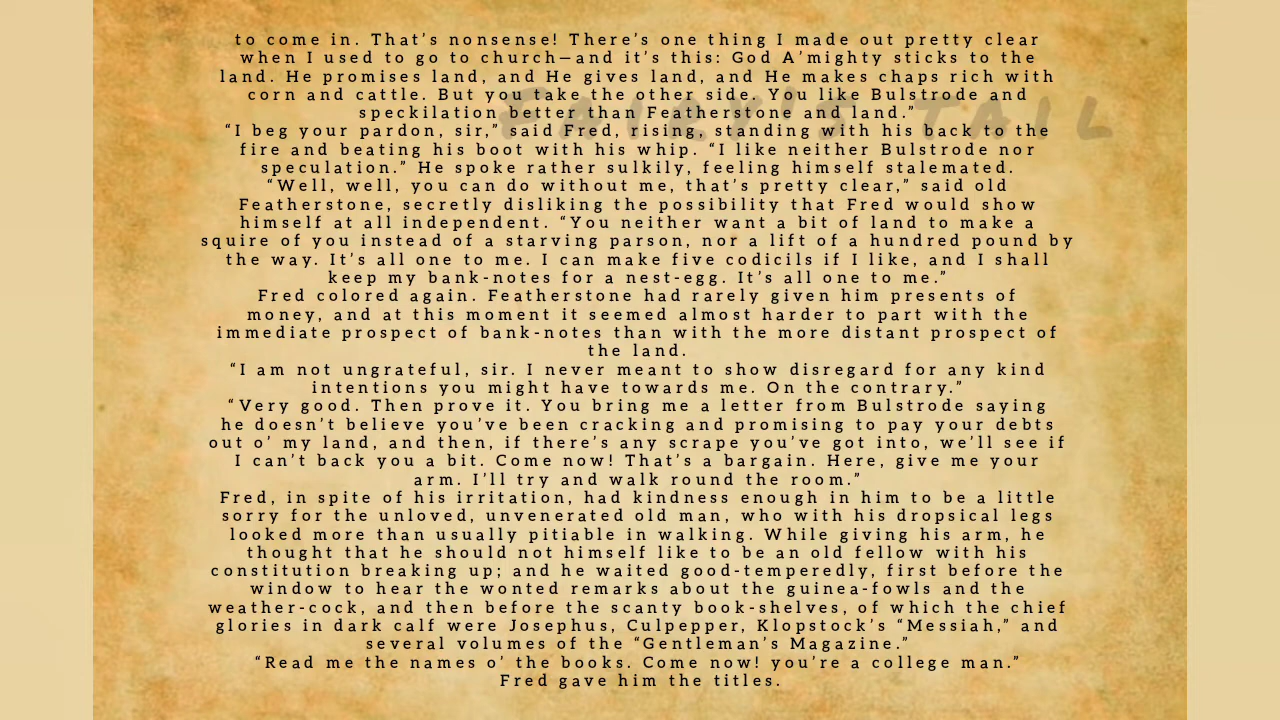 to come in. That’s nonsense! There’s one thing I made out pretty clear
when I used to go to church—and it’s this: God A’mighty sticks to the
land. He promises land, and He gives land, and He makes chaps rich with
corn and cattle. But you take the other side. You like Bulstrode and
speckilation better than Featherstone and land.”
FAIRY'S TAIL
“I beg your pardon, sir,” said Fred, rising, standing with his back to the
fire and beating his boot with his whip. “I like neither Bulstrode nor
speculation.” He spoke rather sulkily, feeling himself stalemated.
“Well, well, you can do without me, that’s pretty clear,” said old
Featherstone, secretly disliking the possibility that Fred would show
himself at all independent. “You neither want a bit of land to make a
squire of you instead of a starving parson, nor a lift of a hundred pound by
the way. It’s all one to me. I can make five codicils if I like, and I shall
keep my bank-notes for a nest-egg. It’s all one to me.”
Fred colored again. Featherstone had rarely given him presents of
money, and at this moment it seemed almost harder to part with the
immediate prospect of bank-notes than with the more distant prospect of
the land.
“I am not ungrateful, sir. I never meant to show disregard for any kind
intentions you might have towards me. On the contrary.”
“Very good. Then prove it. You bring me a letter from Bulstrode saying
he doesn’t believe you’ve been cracking and promising to pay your debts
out o’ my land, and then, if there’s any scrape you’ve got into, we’ll see if
I can’t back you a bit. Come now! That’s a bargain. Here, give me your
arm. I’ll try and walk round the room.”
Fred, in spite of his irritation, had kindness enough in him to be a little
sorry for the unloved, unvenerated old man, who with his dropsical legs
looked more than usually pitiable in walking. While giving his arm, he
thought that he should not himself like to be an old fellow with his
constitution breaking up; and he waited good-temperedly, first before the
window to hear the wonted remarks about the guinea-fowls and the
weather-cock, and then before the scanty book-shelves, of which the chief
glories in dark calf were Josephus, Culpepper, Klopstock’s “Messiah,” and
several volumes of the “Gentleman’s Magazine.”
“Read me the names o’ the books. Come now! you’re a college man.”
Fred gave him the titles.